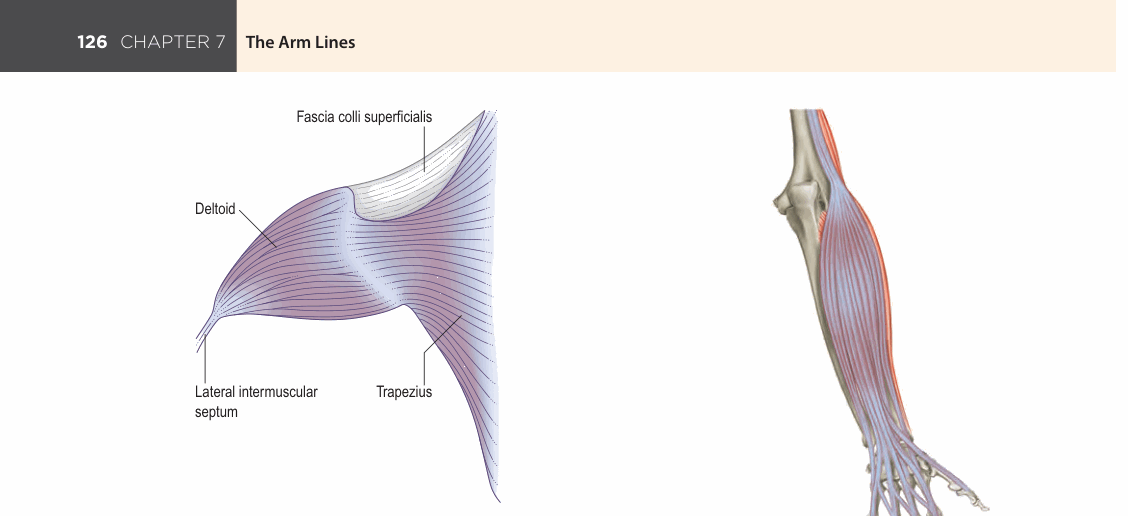 126 CHAPTER 7 The Arm Lines
Fascia colli superficialis
Deltoid
Lateral intermuscular
septum
Trapezius